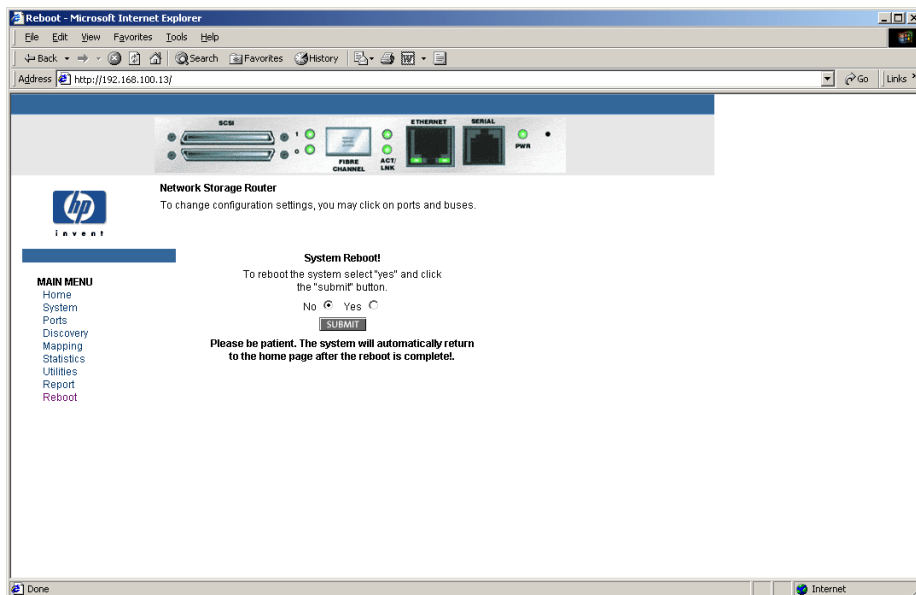 Reboot - Microsoft Internet Explorer
File Edit View Favorites Tools Help
Back Search Favorites History
Address http://192.168.100.13/ Go Links »
SCSI ETHERNET SERIAL
1
0
FIBRE CHANNEL
ACT/ LNK
PWR
Network Storage Router
To change configuration settings, you may click on ports and buses.
hp
invent
System Reboot!
To reboot the system select "yes" and click
the "submit" button.
No Yes
SUBMIT
Please be patient. The system will automatically return
to the home page after the reboot is complete!.
MAIN MENU
Home
System
Ports
Discovery
Mapping
Statistics
Utilities
Report
Reboot
Done Internet